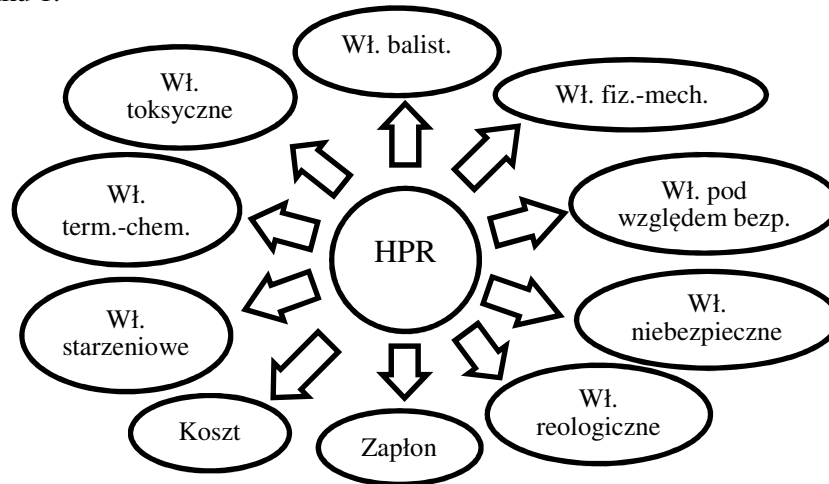 Wł. balist.
Wł.
toksyczne
Wł. fiz.-mech.
Wł.
term.-chem.
Wł. pod
względem bezp.
HPR
Wł.
starzeniowe
Wł.
niebezpieczne
Koszt
Zapłon
Wł.
reologiczne